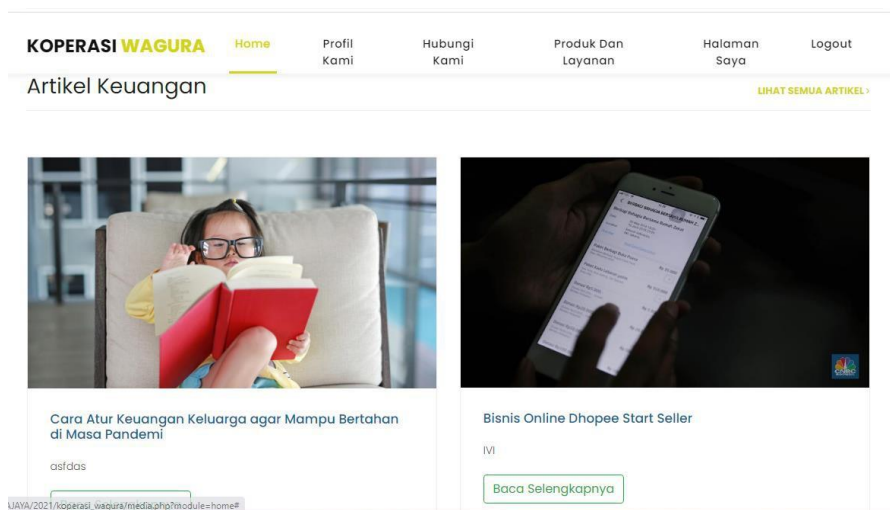 KOPERASI WAGURA
Home
Profil
Kami
Hubungi
Kami
Produk Dan
Layanan
Halaman
Saya
Logout
Artikel Keuangan
LIHAT SEMUA ARTIKEL >
Cara Atur Keuangan Keluarga agar Mampu Bertahan
di Masa Pandemi
asfdas
Bisnis Online Dhopee Start Seller
IVI
Baca Selengkapnya
AJAYA/2021/koperasi_wagura/media.php?module=home#